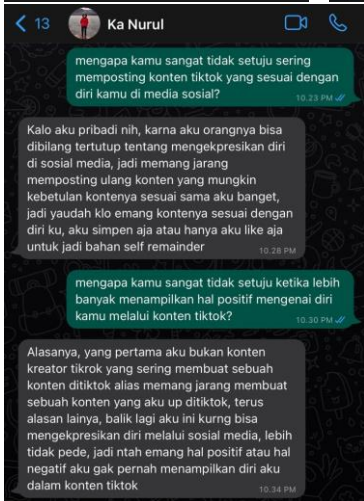 13 Ka Nurul
mengapa kamu sangat tidak setuju sering
memposting konten tiktok yang sesuai dengan
diri kamu di media sosial?
10.23 PM
Kalo aku pribadi nih, karna aku orangnya bisa
dibilang tertutup tentang mengekpresikan diri
di sosial media, jadi memang jarang
memposting ulang konten yang mungkin
kebetulan kontenya sesuai sama aku banget,
jadi yaudah klo emang kontenya sesuai dengan
diri ku, aku simpen aja atau hanya aku like aja
untuk jadi bahan self remainder
10.28 PM
mengapa kamu sangat tidak setuju ketika lebih
banyak menampilkan hal positif mengenai diri
kamu melalui konten tiktok?
10.30 PM
Alasanya, yang pertama aku bukan konten
kreator tikrok yang sering membuat sebuah
konten ditiktok alias memang jarang membuat
sebuah konten yang aku up ditiktok, terus
alasan lainya, balik lagi aku ini kurng bisa
mengekpresikan diri melalui sosial media, lebih
tidak pede, jadi ntah emang hal positif atau hal
negatif aku gak pernah menampilkan diri aku
dalam konten tiktok
10.34 PM